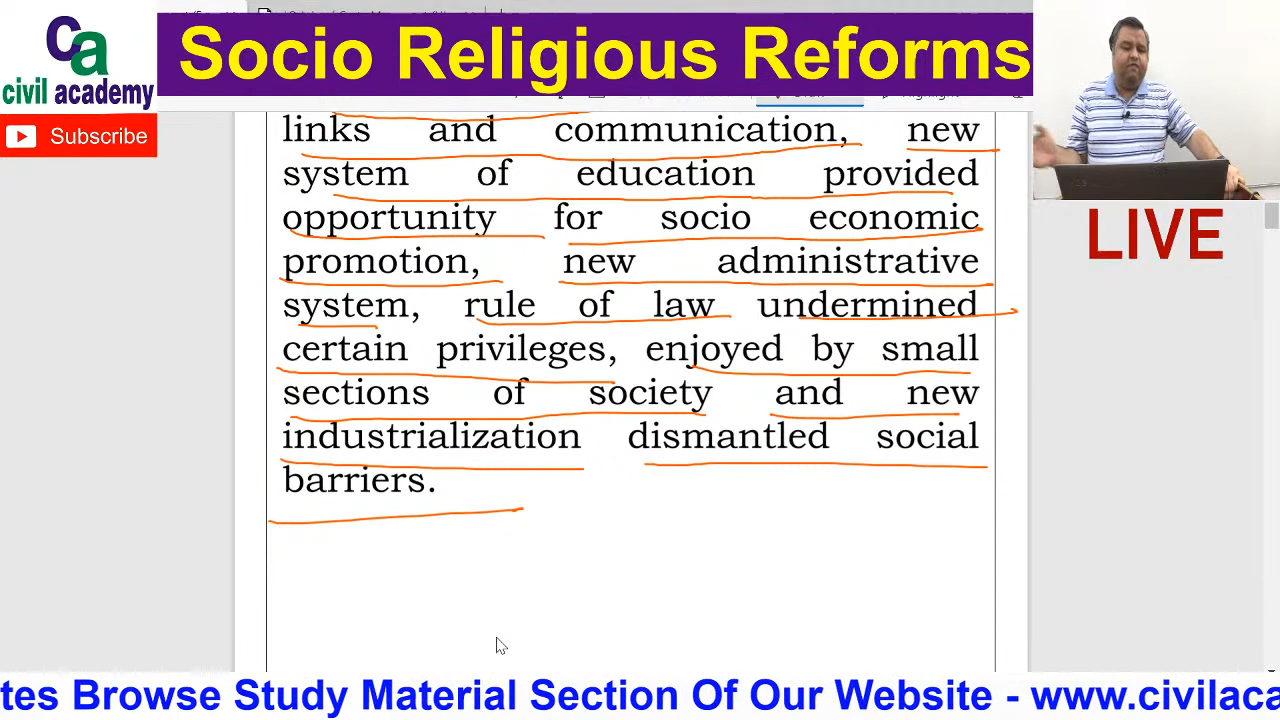 ca
civil academy
Subscribe
Socio Religious Reforms
LIVE
links and communication, new
system of education provided
opportunity for socio economic
promotion, new administrative
system, rule of law undermined
certain privileges, enjoyed by small
sections of society and new
industrialization dismantled social
barriers.
tes Browse Study Material Section Of Our Website - www.civilaca